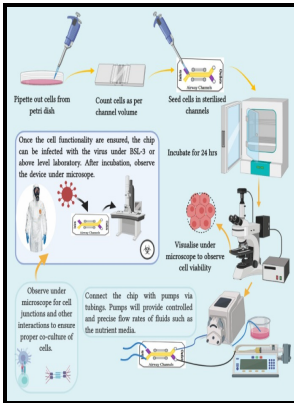 Pipette out cells from
petri dish
Count cells as per
channel volume
Seed cells in sterilised
channels
Incubate for 24 hrs
Once the cell functionality are ensured, the chip
can be infected with the virus under BSL-3 or
above level laboratory. After incubation, observe
the device under microsope.
Airway Channels
Visualise under
microscope to observe
cell viability
Observe under
microscope for cell
junctions and other
interactions to ensure
proper co-culture of
cells.
Connect the chip with pumps via
tubings. Pumps will provide controlled
and precise flow rates of fluids such as
the nutrient media.
Airway Channels